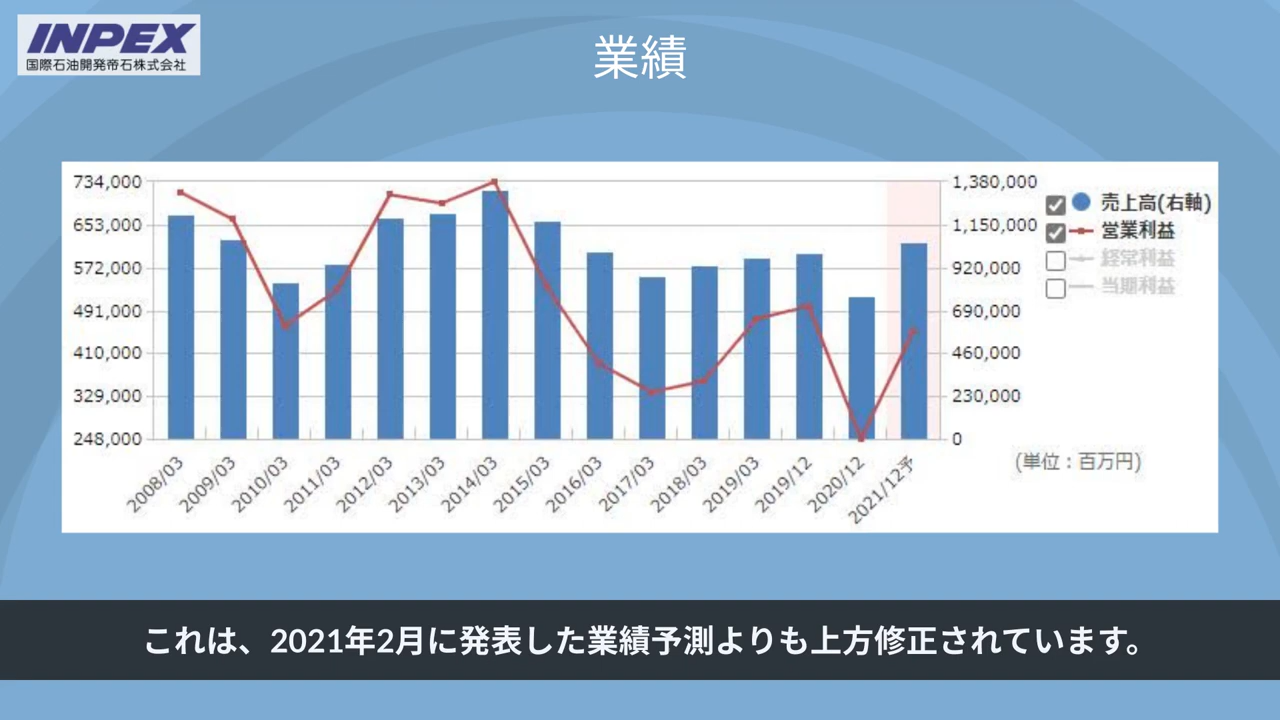 INPEX
国際石油開発帝石株式会社
業績
734,000
653,000
572,000
491,000
410,000
329,000
248,000
1,380,000
1,150,000
920,000
690,000
460,000
230,000
0
売上高(右軸)
営業利益
経常利益
当期利益
(単位：百万円)
2008/03
2009/03
2010/03
2011/03
2012/03
2013/03
2014/03
2015/03
2016/03
2017/03
2018/03
2019/03
2019/12
2020/12
2021/12予
これは、2021年2月に発表した業績予測よりも上方修正されています。